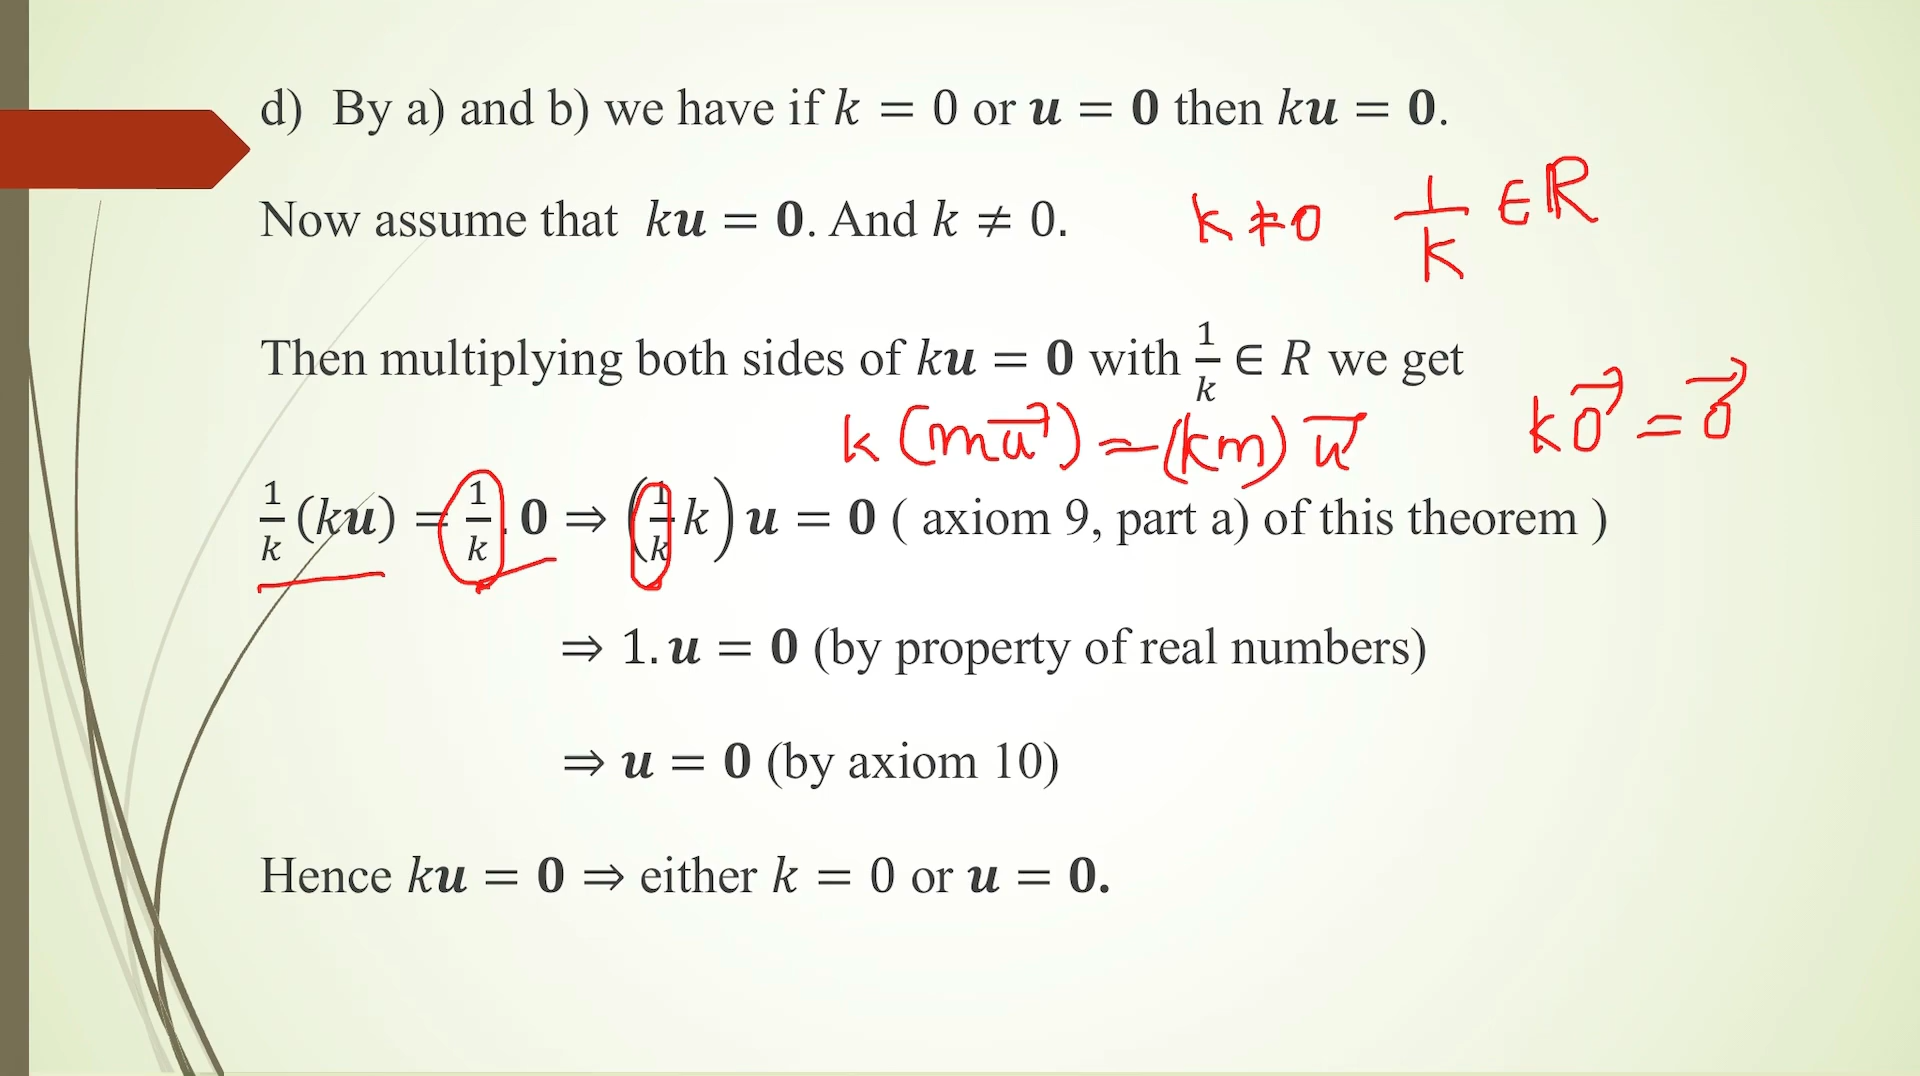 d) By a) and b) we have if k = 0 or u = 0 then ku = 0.
Now assume that ku = 0. And k ≠ 0.
k ≠ 0 1/k ∈ ℝ
Then multiplying both sides of ku = 0 with 1/k ∈ R we get
k(mu⃗) = (km)u⃗
k0⃗ = 0⃗
1/k (ku) = 1/k . 0 ⇒ (1/k k) u = 0 ( axiom 9, part a) of this theorem )
⇒ 1. u = 0 (by property of real numbers)
⇒ u = 0 (by axiom 10)
Hence ku = 0 ⇒ either k = 0 or u = 0.